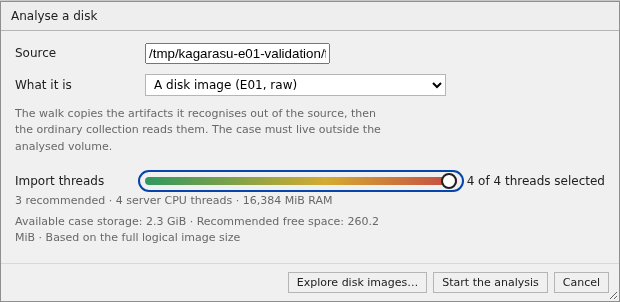 Analyse a disk
Source
/tmp/kagarasu-e01-validation/
What it is
A disk image (E01, raw)
The walk copies the artifacts it recognises out of the source, then
the ordinary collection reads them. The case must live outside the
analysed volume.
Import threads
4 of 4 threads selected
3 recommended · 4 server CPU threads · 16,384 MiB RAM
Available case storage: 2.3 GiB · Recommended free space: 260.2
MiB · Based on the full logical image size
Explore disk images...
Start the analysis
Cancel